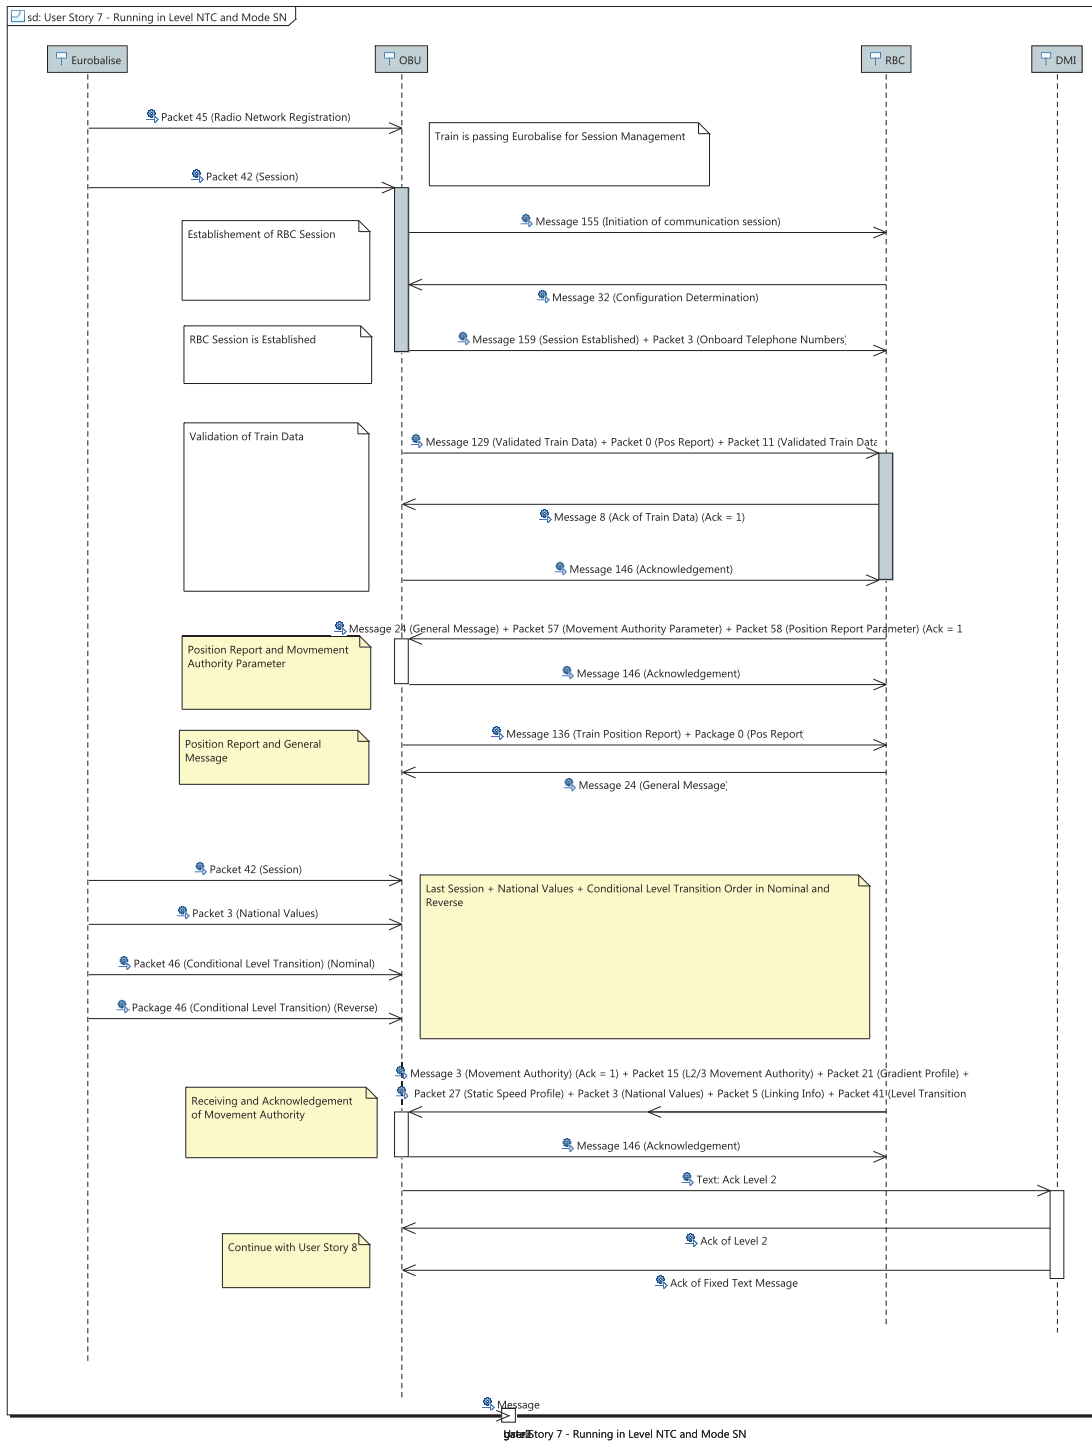 sd: User Story 7 - Running in Level NTC and Mode SN
Eurobalise
OBU
RBC
DMI
Packet 45 (Radio Network Registration)
Train is passing Eurobalise for Session Management
Packet 42 (Session)
Message 155 (Initiation of communication session)
Establishement of RBC Session
Message 32 (Configuration Determination)
RBC Session is Established
Message 159 (Session Established) + Packet 3 (Onboard Telephone Numbers)
Validation of Train Data
Message 129 (Validated Train Data) + Packet 0 (Pos Report) + Packet 11 (Validated Train Data
Message 8 (Ack of Train Data) (Ack = 1)
Message 146 (Acknowledgement)
Message 24 (General Message) + Packet 57 (Movement Authority Parameter) + Packet 58 (Position Report Parameter) (Ack = 1
Position Report and Movmement
Authority Parameter
Message 146 (Acknowledgement)
Message 136 (Train Position Report) + Package 0 (Pos Report
Position Report and General
Message
Message 24 (General Message)
Packet 42 (Session)
Last Session + National Values + Conditional Level Transition Order in Nominal and
Reverse
Packet 3 (National Values)
Packet 46 (Conditional Level Transition) (Nominal)
Package 46 (Conditional Level Transition) (Reverse)
Message 3 (Movement Authority) (Ack = 1) + Packet 15 (L2/3 Movement Authority) + Packet 21 (Gradient Profile) +
Packet 27 (Static Speed Profile) + Packet 3 (National Values) + Packet 5 (Linking Info) + Packet 41 (Level Transition
Receiving and Acknowledgement
of Movement Authority
Message 146 (Acknowledgement)
Text: Ack Level 2
Ack of Level 2
Continue with User Story 8
Ack of Fixed Text Message
Message
Story 7 - Running in Level NTC and Mode SN